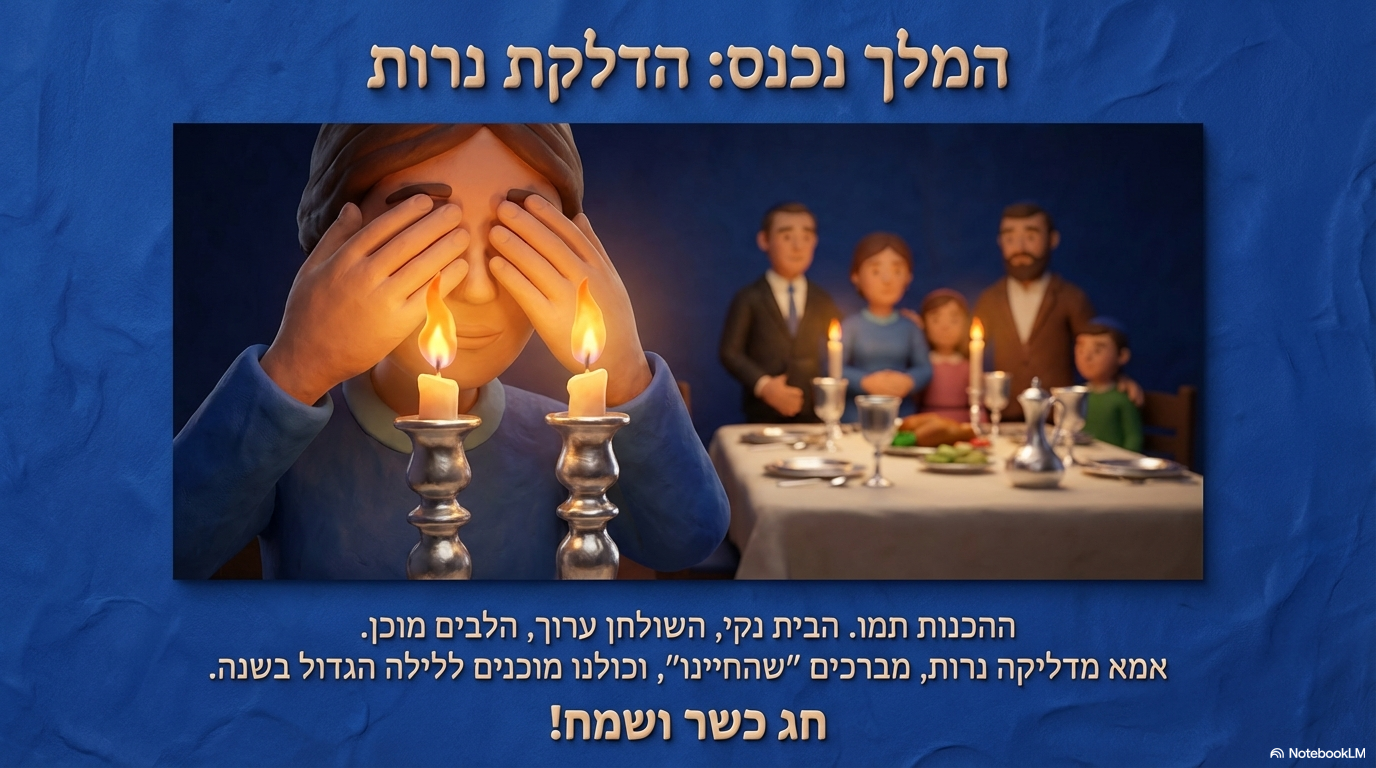 המלך נכנס: הדלקת נרות
ההכנות תמו. הבית נקי, השולחן ערוך, הלבים מוכן.
אמא מדליקה נרות, מברכים "שהחיינו", וכולנו מוכנים ללילה הגדול בשנה.
חג כשר ושמח!
NotebookLM